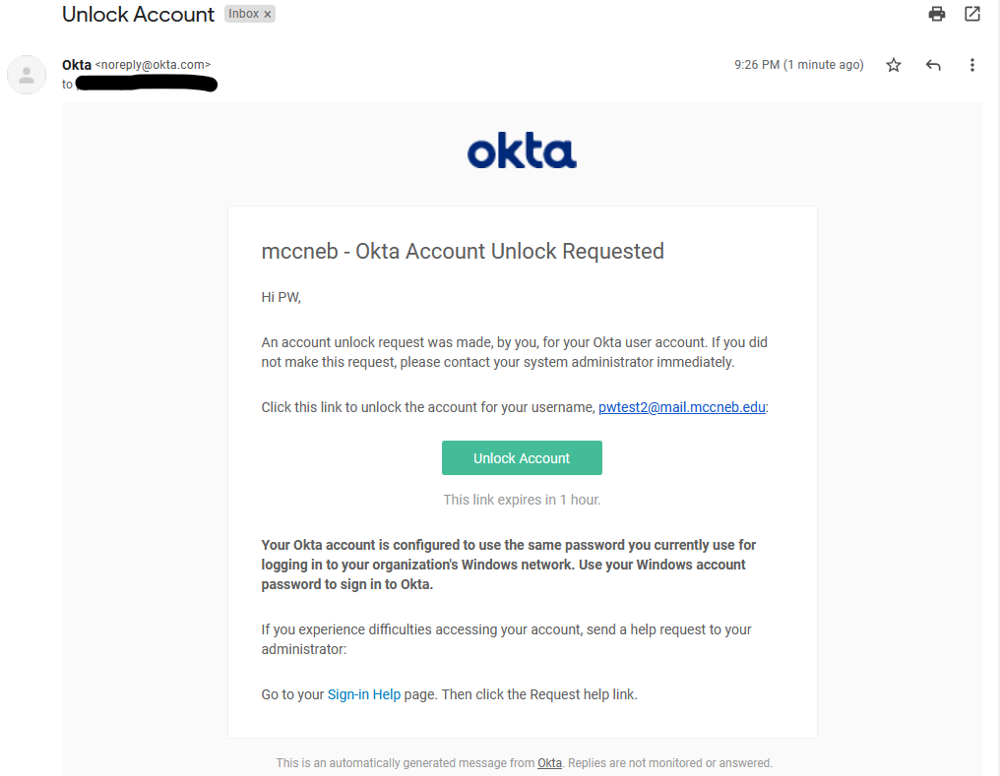 Unlock Account Inbox ×
Okta <noreply@okta.com> 9:26 PM (1 minute ago)
to
okta
mccneb - Okta Account Unlock Requested
Hi PW,
An account unlock request was made, by you, for your Okta user account. If you did
not make this request, please contact your system administrator immediately.
Click this link to unlock the account for your username, pwtest2@mail.mccneb.edu:
Unlock Account
This link expires in 1 hour.
Your Okta account is configured to use the same password you currently use for
logging in to your organization's Windows network. Use your Windows account
password to sign in to Okta.
If you experience difficulties accessing your account, send a help request to your
administrator:
Go to your Sign-in Help page. Then click the Request help link.
This is an automatically generated message from Okta. Replies are not monitored or answered.